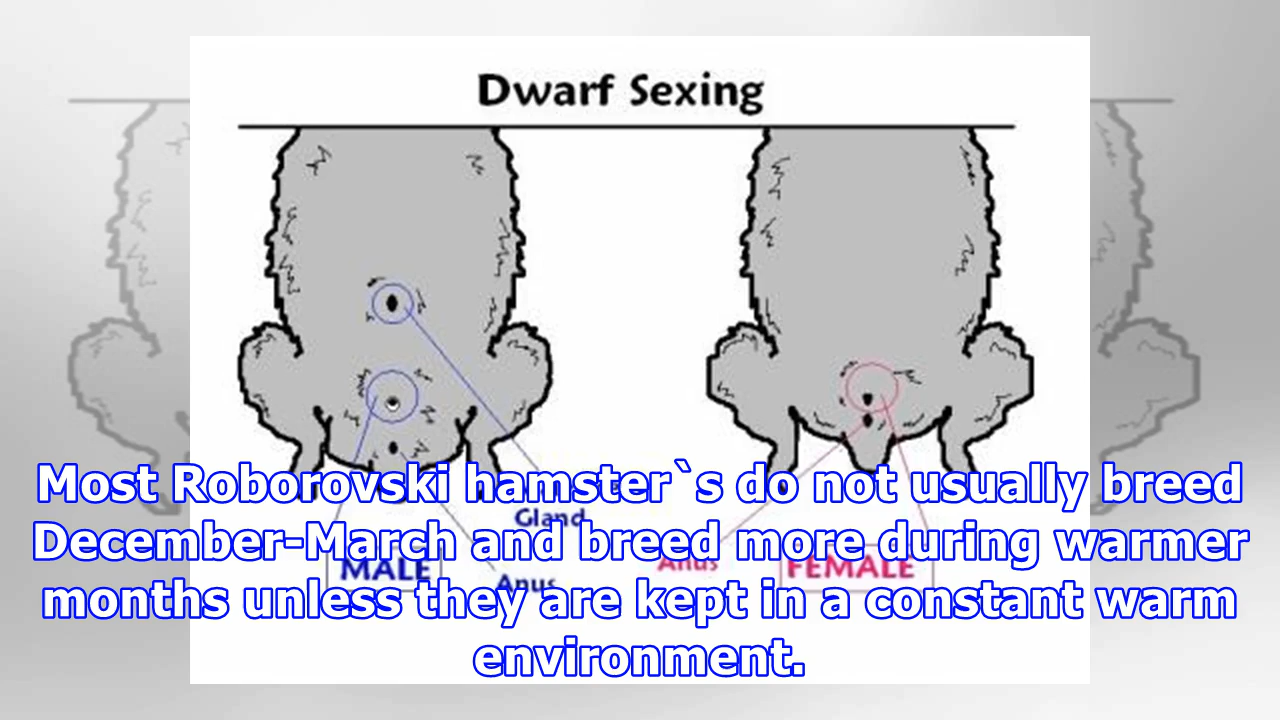 Dwarf Sexing
Most Roborovski hamster`s do not usually breed
Gland
December-March and breed more during warmer
MALE
Anus
Anus
FEMALE
months unless they are kept in a constant warm
environment.